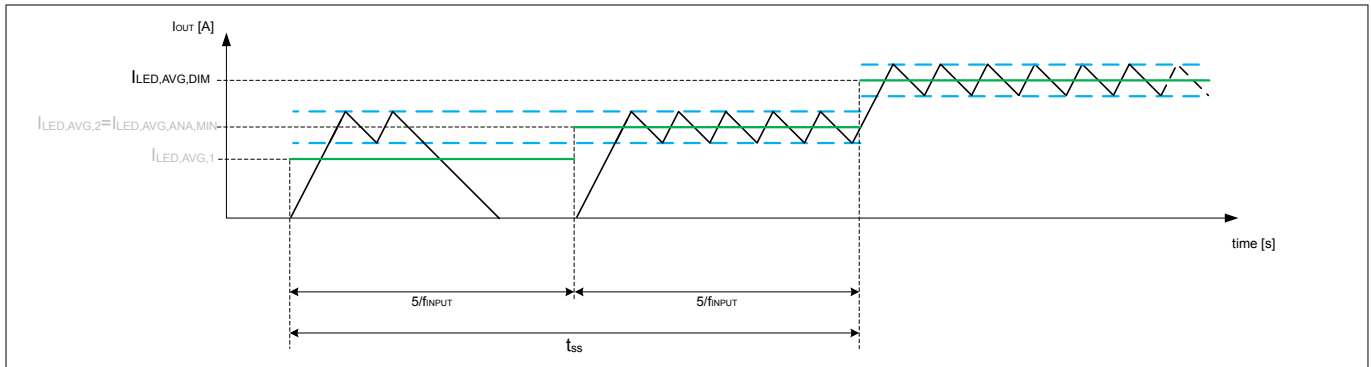 IOUT [A]
ILED,AVG,DIM
ILED,AVG,2=ILED,AVG,ANA,MIN
ILED,AVG,1
time [s]
5/fINPUT
5/fINPUT
tss